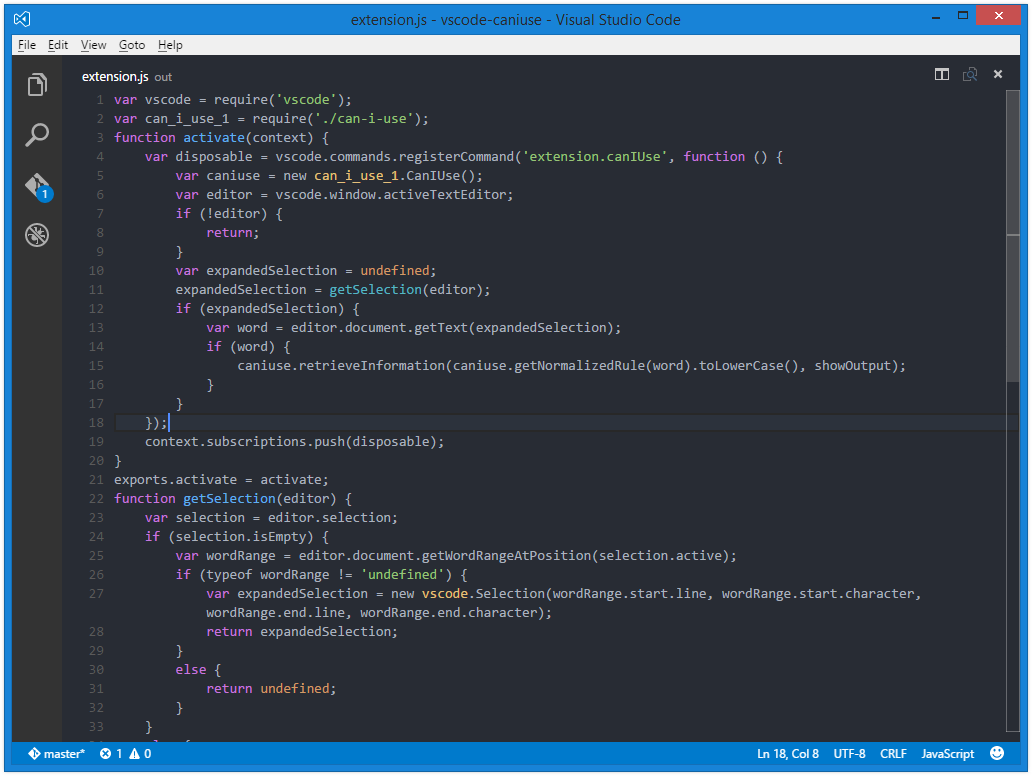 extension.js - vscode-caniuse - Visual Studio Code
File Edit View Goto Help
extension.js out
1 var vscode = require('vscode');
2 var can_i_use_1 = require('./can-i-use');
3 function activate(context) {
4     var disposable = vscode.commands.registerCommand('extension.canIUse', function () {
5         var caniuse = new can_i_use_1.CanIUse();
6         var editor = vscode.window.activeTextEditor;
7         if (!editor) {
8             return;
9         }
10         var expandedSelection = undefined;
11         expandedSelection = getSelection(editor);
12         if (expandedSelection) {
13             var word = editor.document.getText(expandedSelection);
14             if (word) {
15                 caniuse.retrieveInformation(caniuse.getNormalizedRule(word).toLowerCase(), showOutput);
16             }
17         }
18     });
19     context.subscriptions.push(disposable);
20 }
21 exports.activate = activate;
22 function getSelection(editor) {
23     var selection = editor.selection;
24     if (selection.isEmpty) {
25         var wordRange = editor.document.getWordRangeAtPosition(selection.active);
26         if (typeof wordRange != 'undefined') {
27             var expandedSelection = new vscode.Selection(wordRange.start.line, wordRange.start.character,
            wordRange.end.line, wordRange.end.character);
28             return expandedSelection;
29         }
30         else {
31             return undefined;
32         }
33     }
1
master* 1 0 Ln 18, Col 8 UTF-8 CRLF JavaScript